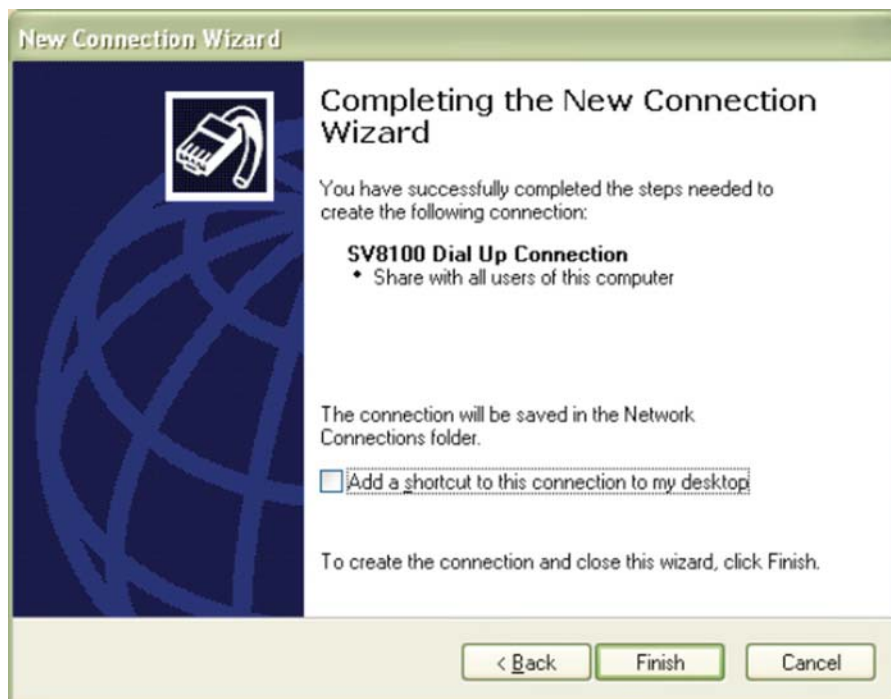 New Connection Wizard
Completing the New Connection
Wizard
You have successfully completed the steps needed to
create the following connection:
SV8100 Dial Up Connection
• Share with all users of this computer
The connection will be saved in the Network
Connections folder.
Add a shortcut to this connection to my desktop
To create the connection and close this wizard, click Finish.
< Back Finish Cancel